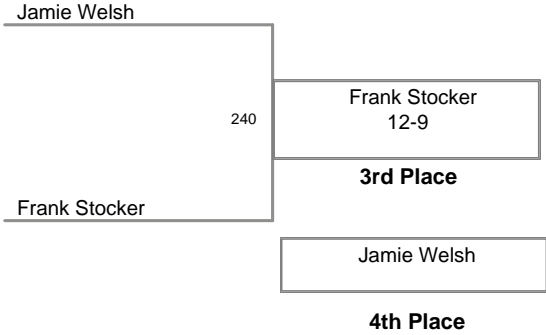 Jamie Welsh
Frank Stocker
240
12-9
3rd Place
Frank Stocker
Jamie Welsh
4th Place